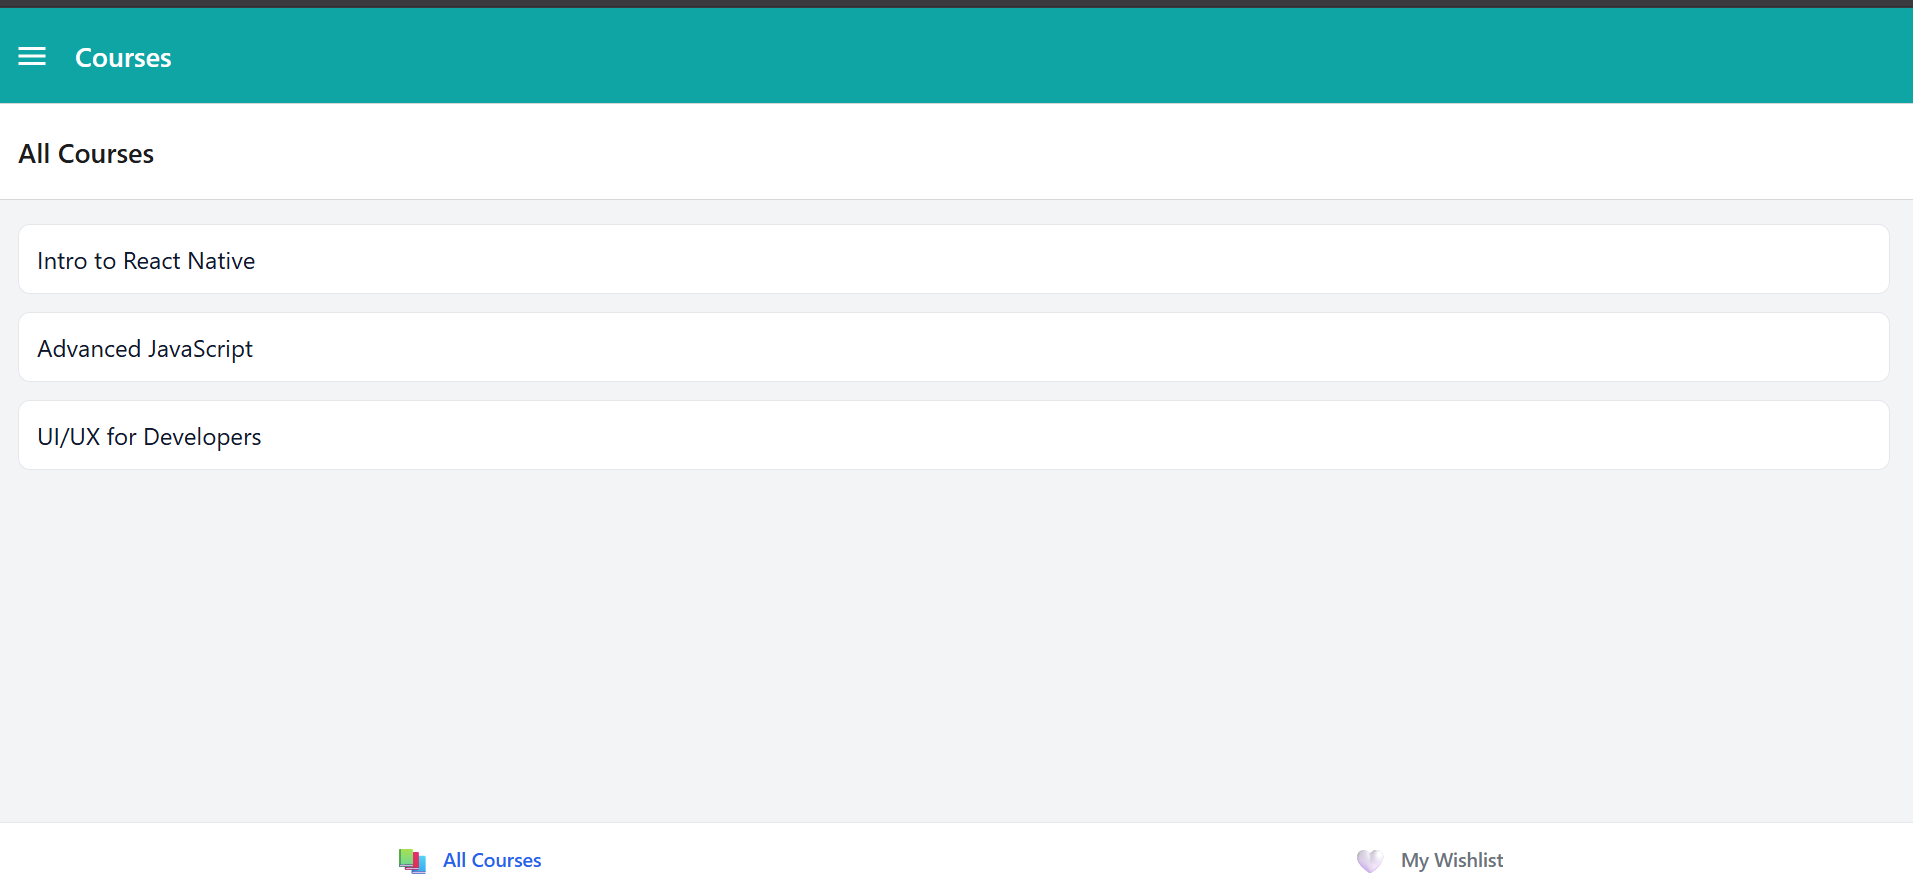 Courses
All Courses
Intro to React Native
Advanced JavaScript
UI/UX for Developers
All Courses
My Wishlist